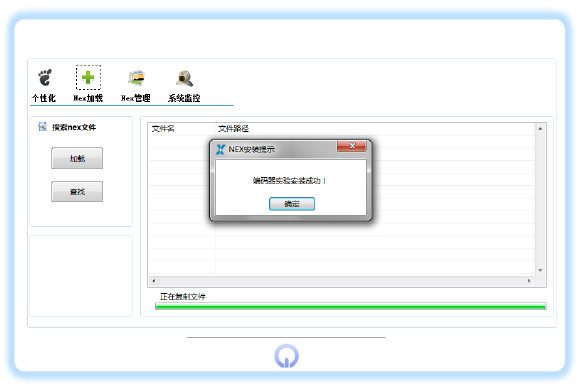 个性化 Nex加载 Nex管理 系统监控
搜索nex文件
加载
查找
文件名 文件路径
NEX安装提示
编码器实验安装成功！
确定
正在复制文件